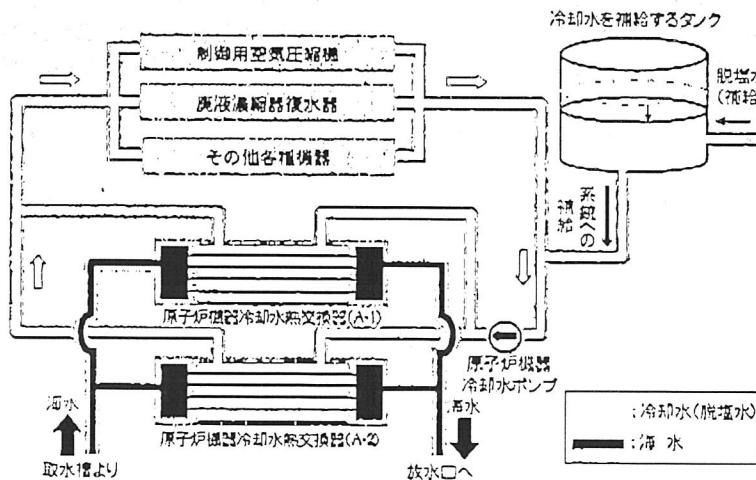 冷却水を補給するタンク
制御用空気圧縮機
廃液濃縮器復水器
その他各種機器
脱塩水
(補給
系統への
補給
原子炉機器冷却水熱交換器(A-1)
原子炉機器
冷却水ポンプ
原子炉機器冷却水熱交換器(A-2)
海水
取水槽より
海水
放水口へ
:冷却水(脱塩水)
:海 水